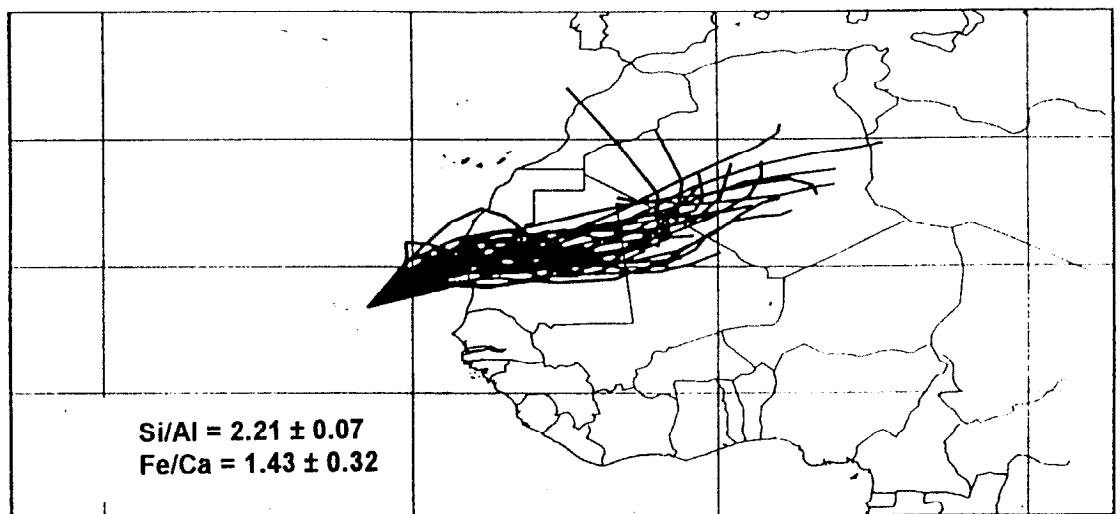 Si/Al = 2.21 ± 0.07
Fe/Ca = 1.43 ± 0.32